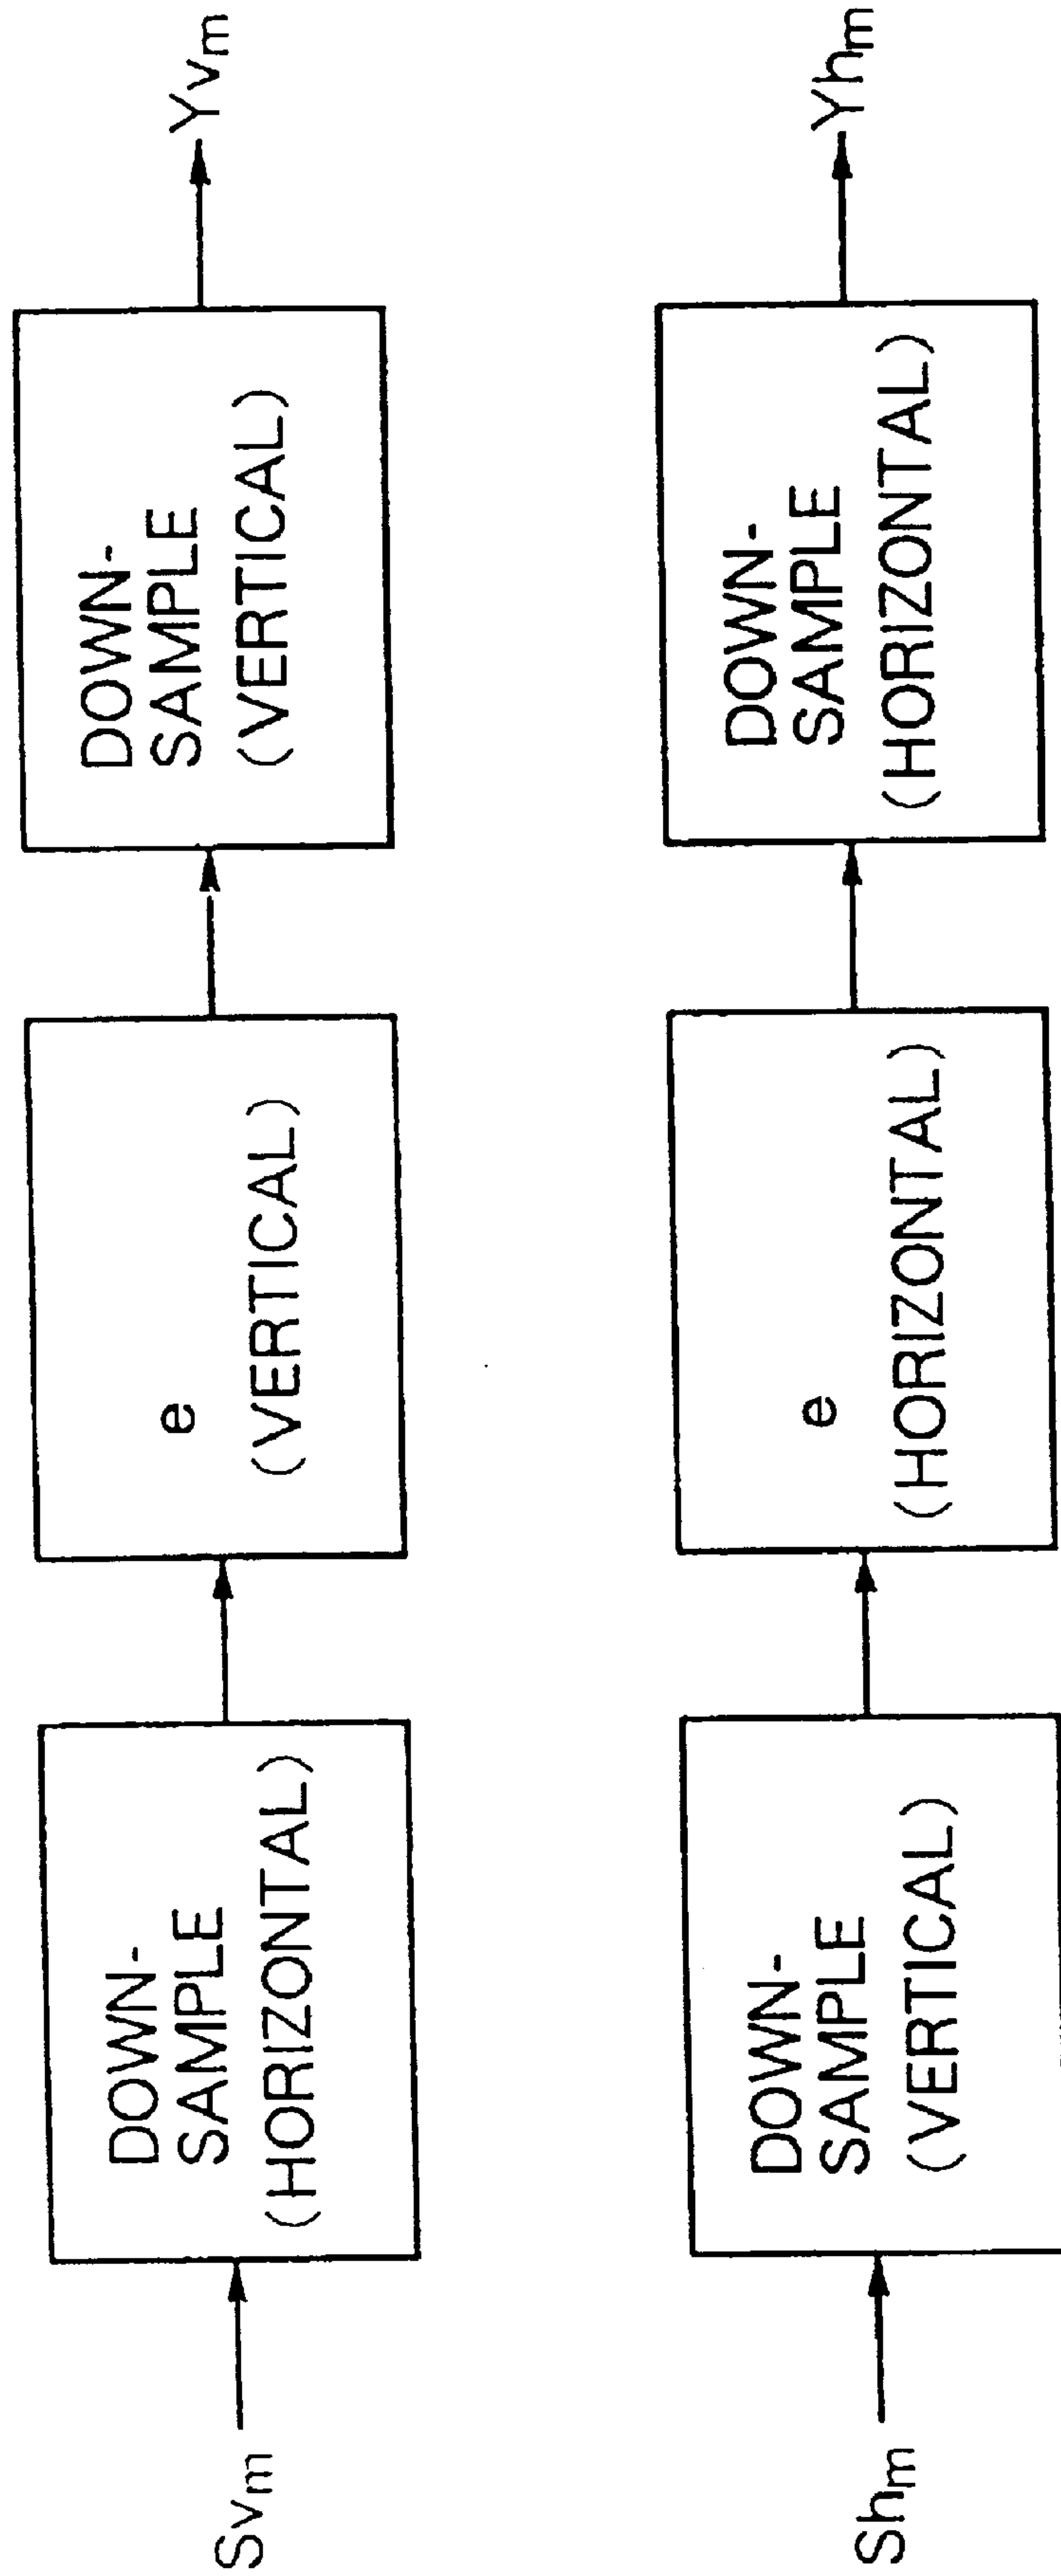 Svm
DOWN-
SAMPLE
(HORIZONTAL)
e
(VERTICAL)
DOWN-
SAMPLE
(VERTICAL)
Yvm
Shm
DOWN-
SAMPLE
(VERTICAL)
e
(HORIZONTAL)
DOWN-
SAMPLE
(HORIZONTAL)
Yhm